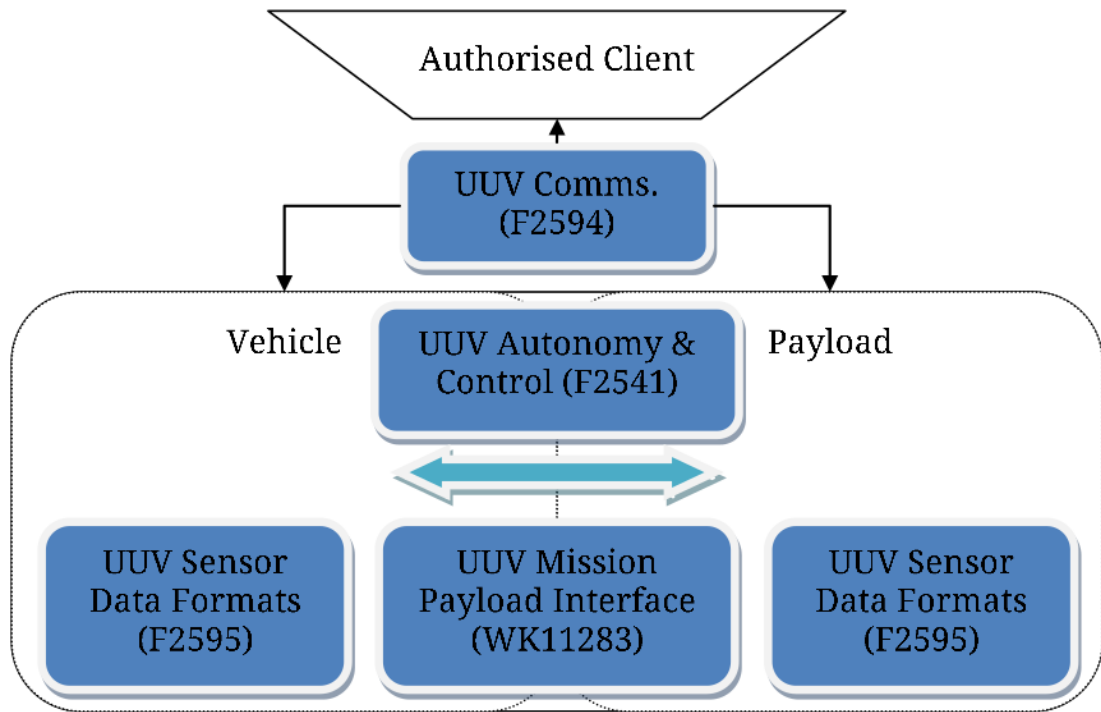 Authorised Client
UUV Comms.
(F2594)
Vehicle
UUV Autonomy &
Control (F2541)
Payload
UUV Sensor
Data Formats
(F2595)
UUV Mission
Payload Interface
(WK11283)
UUV Sensor
Data Formats
(F2595)